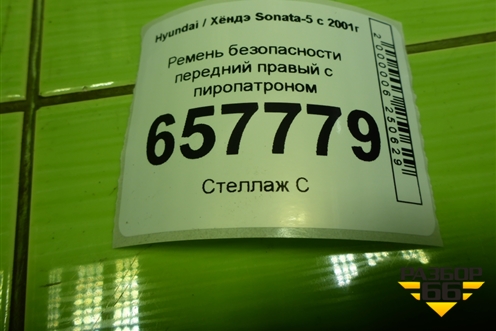 Hyundai / Хёндэ Sonata-5 с 2001г
Ремень безопасности
передний правый с
пиропатроном
657779
Стеллаж С
2000006250629
РАЗБОР
66